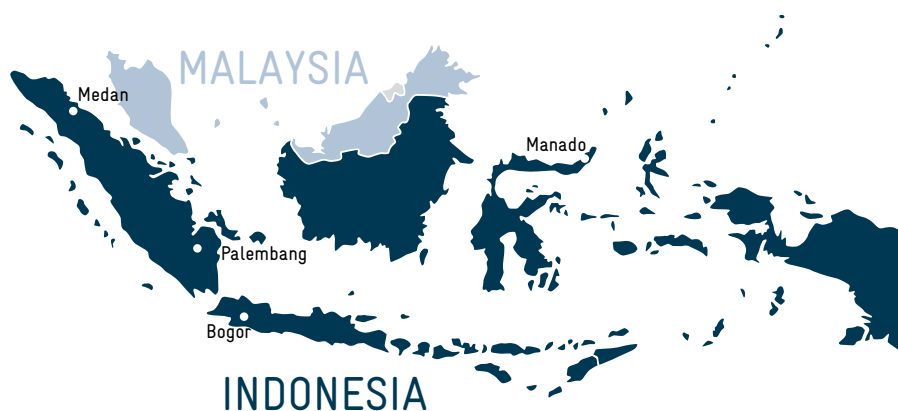 MALAYSIA
Medan
Manado
Palembang
Bogor
INDONESIA